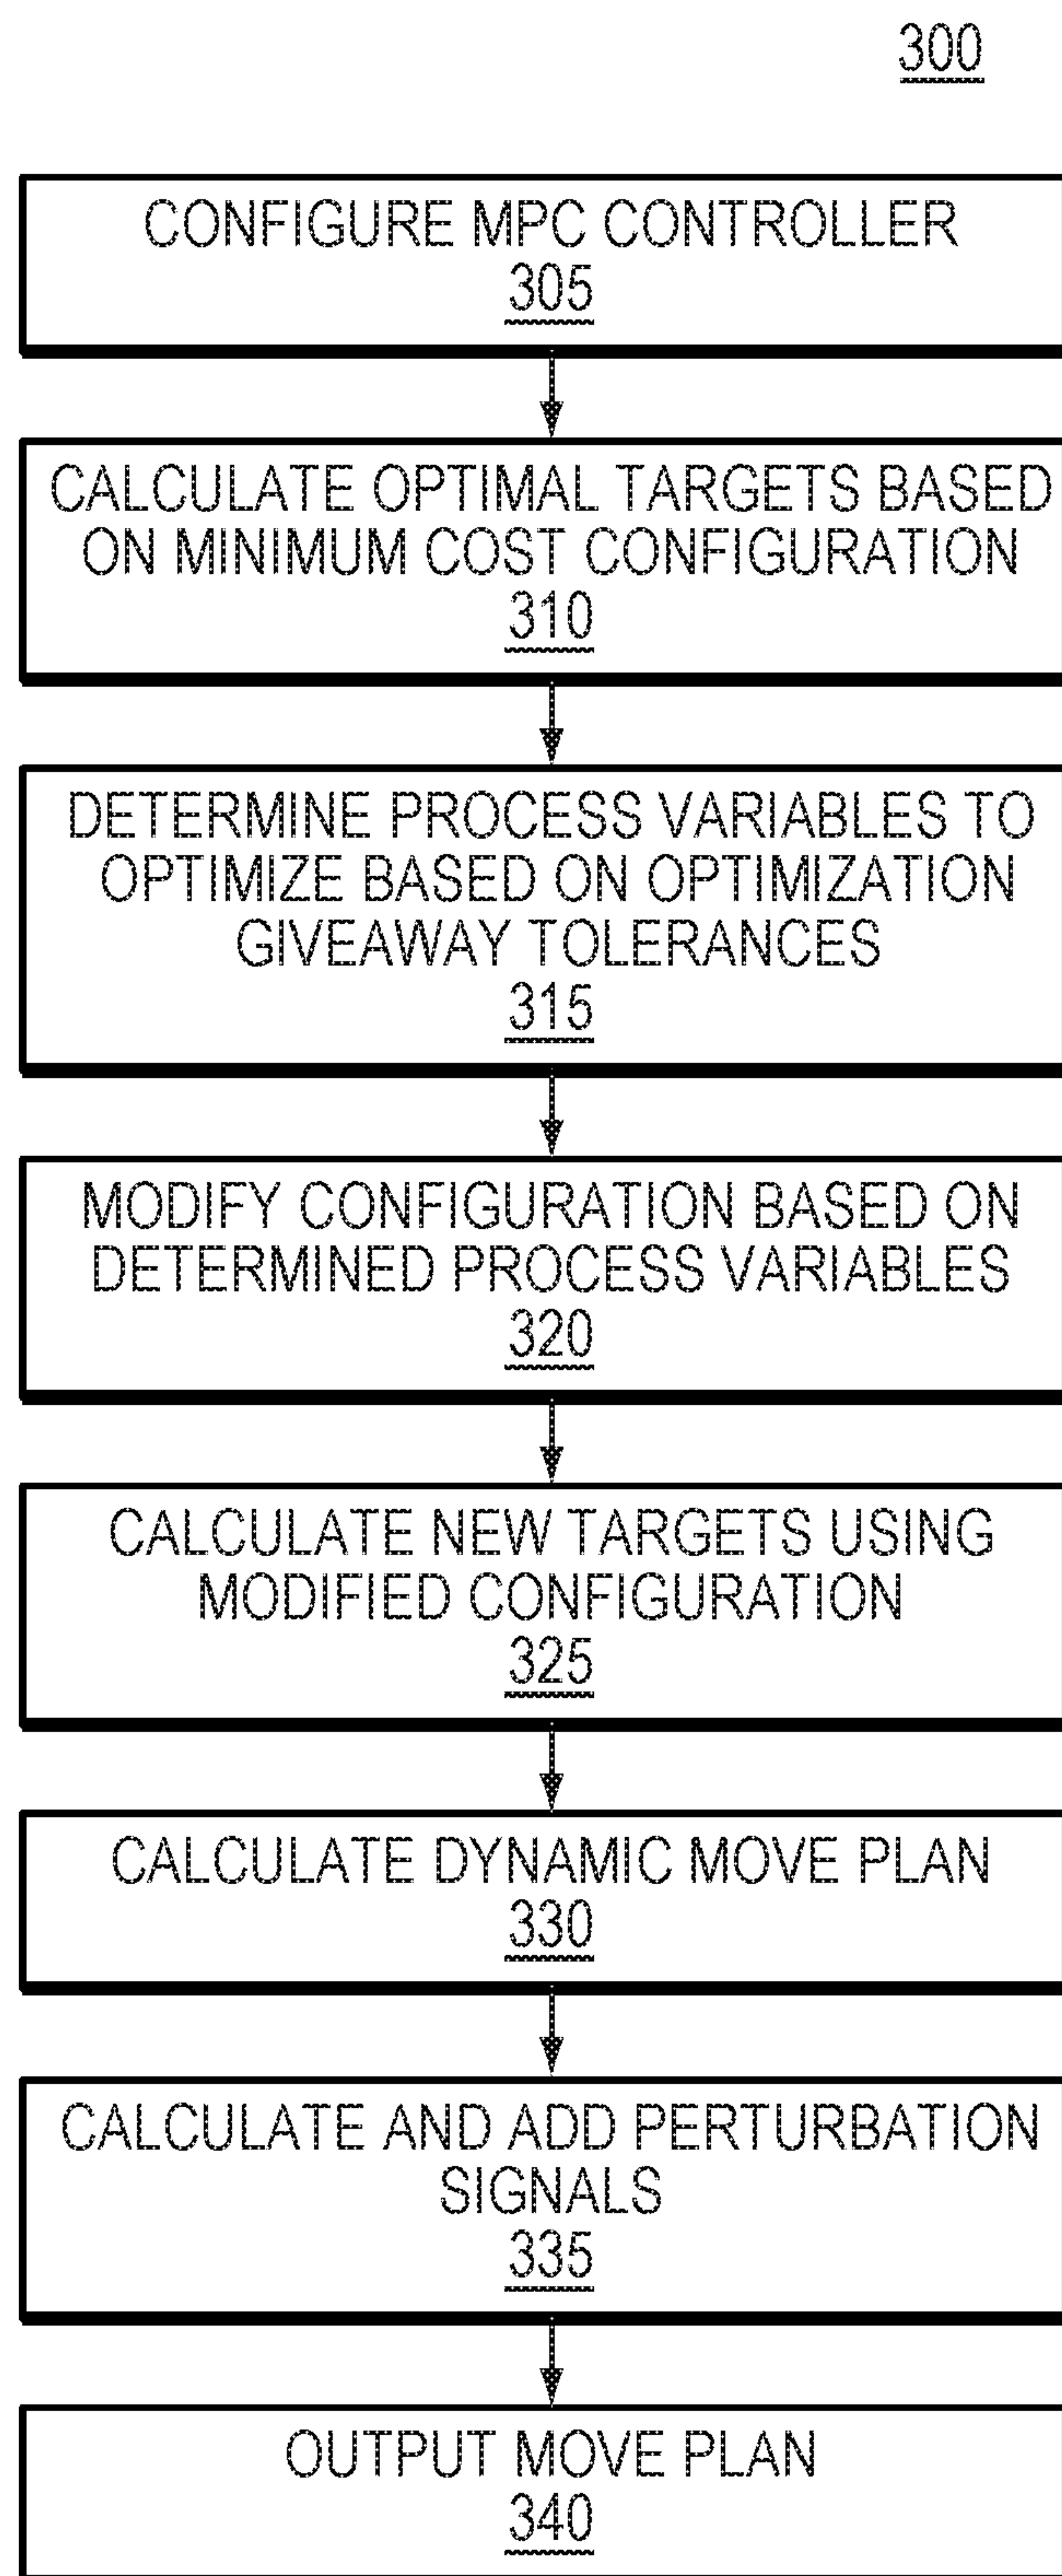 300
CONFIGURE MPC CONTROLLER
305
CALCULATE OPTIMAL TARGETS BASED
ON MINIMUM COST CONFIGURATION
310
DETERMINE PROCESS VARIABLES TO
OPTIMIZE BASED ON OPTIMIZATION
GIVEAWAY TOLERANCES
315
MODIFY CONFIGURATION BASED ON
DETERMINED PROCESS VARIABLES
320
CALCULATE NEW TARGETS USING
MODIFIED CONFIGURATION
325
CALCULATE DYNAMIC MOVE PLAN
330
CALCULATE AND ADD PERTURBATION
SIGNALS
335
OUTPUT MOVE PLAN
340